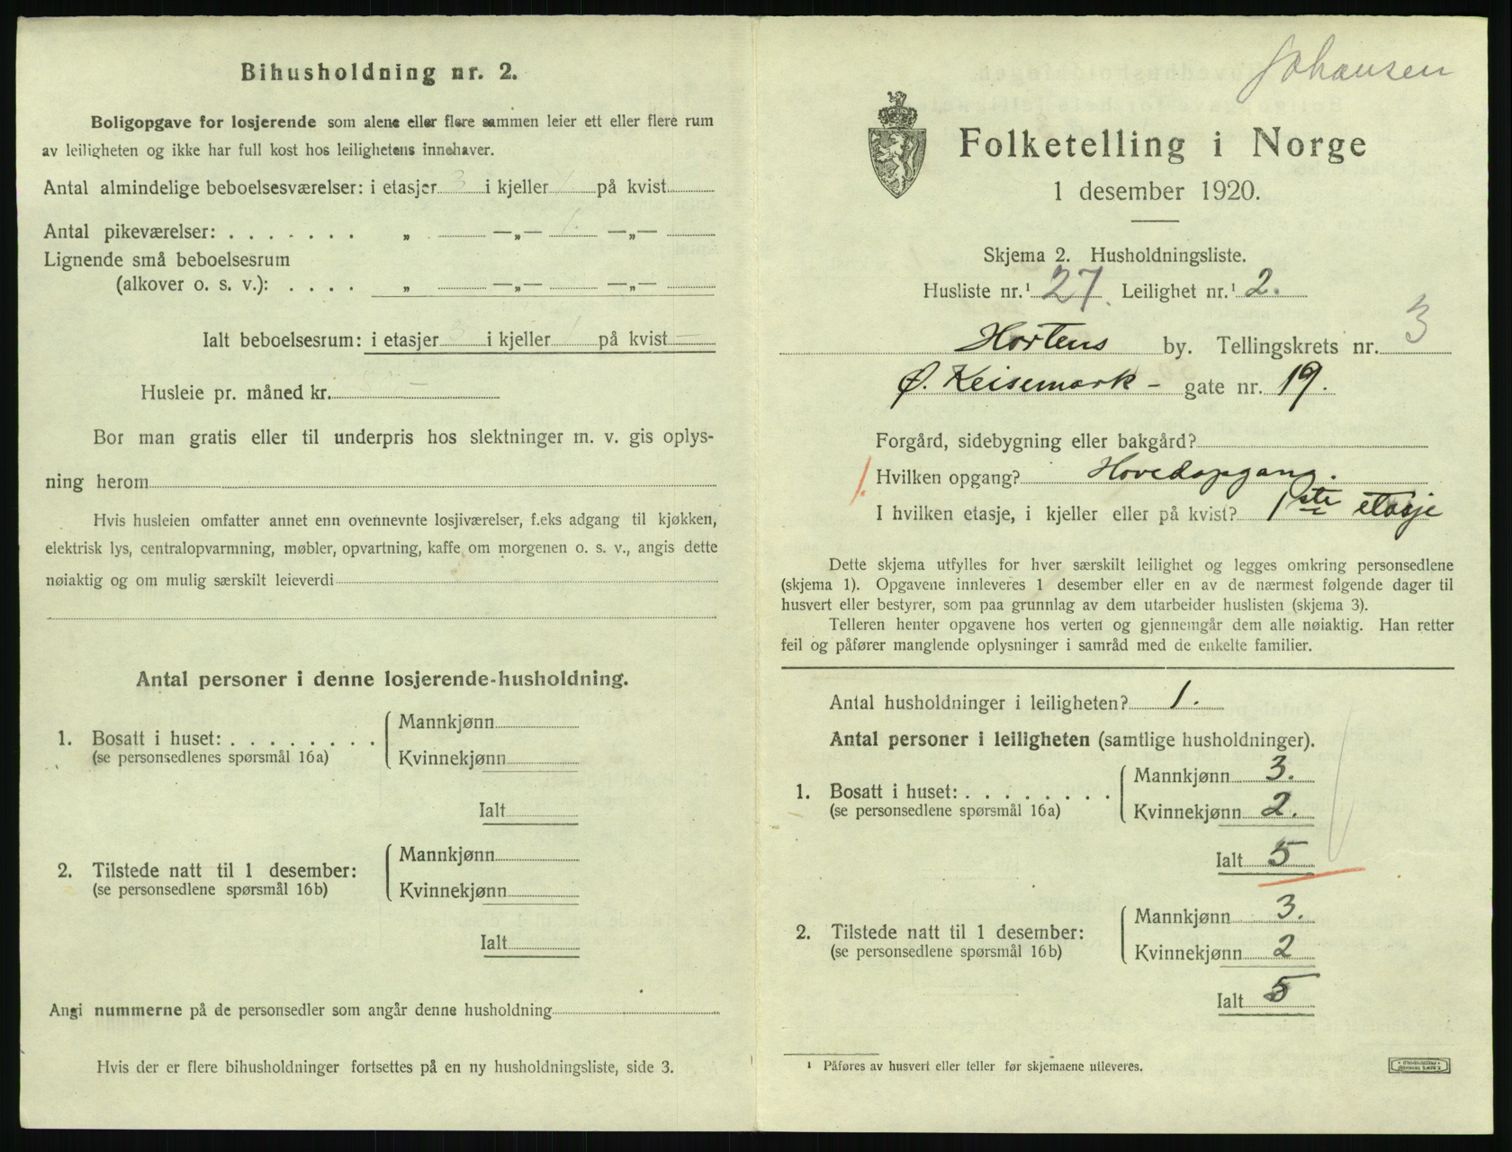 Bihusholdning nr. 2.
Boligopgave for losjerende som alene eller flere sammen leier ett eller flere rum
av leiligheten og ikke har full kost hos leilighetens innehaver.
Antal almindelige beboelsesværelser: i etasjer 3 i kjeller 1 på kvist
Antal pikeværelser: . . . . . . . „ —„— 1. —„—
Lignende små beboelsesrum
(alkover o. s. v.): . . . . „ —„— —„—
Ialt beboelsesrum: i etasjer 3 i kjeller 1 på kvist —
Husleie pr. måned kr. —
Bor man gratis eller til underpris hos slektninger m. v. gis oplys-
ning herom
Hvis husleien omfatter annet enn ovennevnte losjiværelser, f.eks adgang til kjøkken,
elektrisk lys, centralopvarmning, møbler, opvartning, kaffe om morgenen o. s. v., angis dette
nøiaktig og om mulig særskilt leieverdi
Antal personer i denne losjerende-husholdning.
1. Bosatt i huset: . . . . . . . . Mannkjønn
(se personsedlenes spørsmål 16a) Kvinnekjønn
Ialt
2. Tilstede natt til 1 desember: Mannkjønn
(se personsedlene spørsmål 16b) Kvinnekjønn
Ialt
Angi nummerne på de personsedler som angår denne husholdning
Hvis der er flere bihusholdninger fortsettes på en ny husholdningsliste, side 3.
Johansen
Folketelling i Norge
1 desember 1920.
Skjema 2. Husholdningsliste.
Husliste nr.¹ 27. Leilighet nr.¹ 2.
Hortens by. Tellingskrets nr. 3
Ø. Keisemark - gate nr. 19.
Forgård, sidebygning eller bakgård?
1. Hvilken opgang? Hovedopgang.
I hvilken etasje, i kjeller eller på kvist? 1ste etasje
Dette skjema utfylles for hver særskilt leilighet og legges omkring personsedlene
(skjema 1). Opgavene innleveres 1 desember eller en av de nærmest følgende dager til
husvert eller bestyrer, som paa grunnlag av dem utarbeider huslisten (skjema 3).
Telleren henter opgavene hos verten og gjennemgår dem alle nøiaktig. Han retter
feil og påfører manglende oplysninger i samråd med de enkelte familier.
Antal husholdninger i leiligheten? 1.
Antal personer i leiligheten (samtlige husholdninger).
1. Bosatt i huset: . . . . . . . . Mannkjønn 3.
(se personsedlene spørsmål 16a) Kvinnekjønn 2.
Ialt 5
2. Tilstede natt til 1 desember: Mannkjønn 3.
(se personsedlene spørsmål 16b) Kvinnekjønn 2
Ialt 5
¹ Påføres av husvert eller teller før skjemaene utleveres.